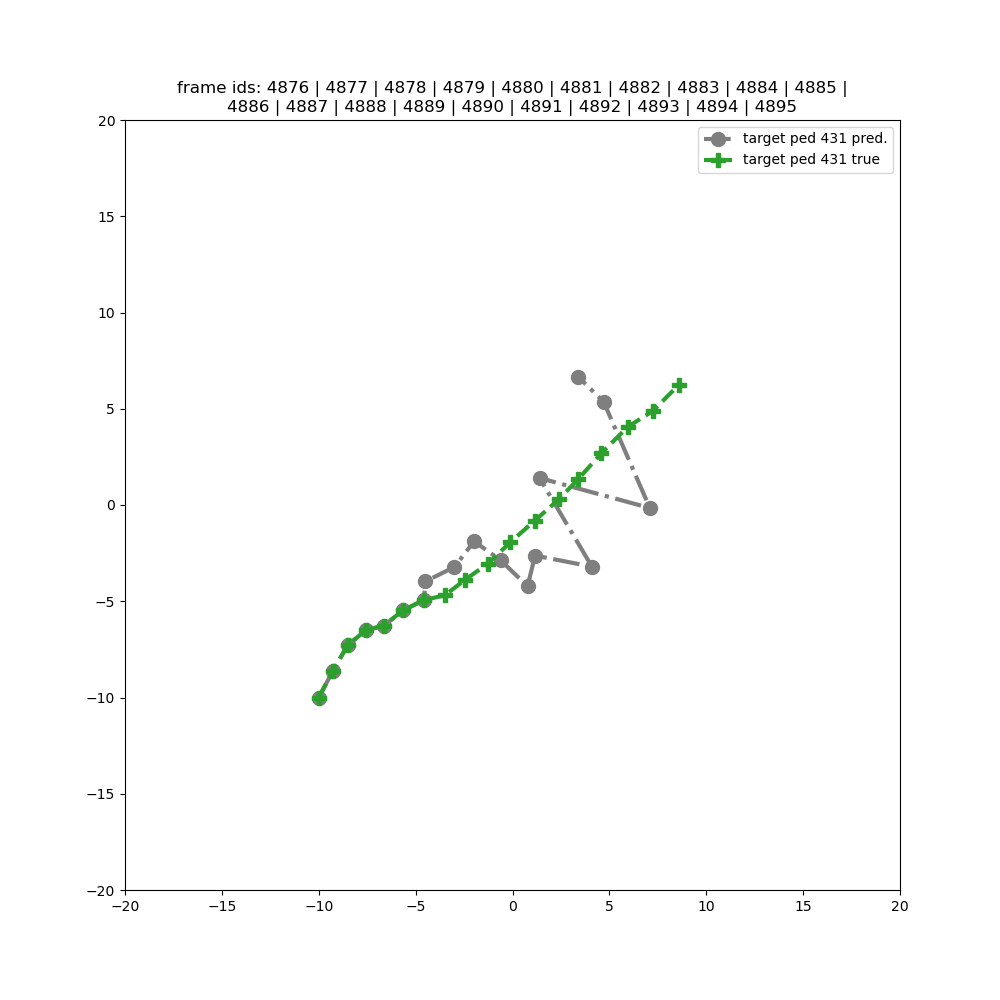 frame ids: 4876 | 4877 | 4878 | 4879 | 4880 | 4881 | 4882 | 4883 | 4884 | 4885 |
4886 | 4887 | 4888 | 4889 | 4890 | 4891 | 4892 | 4893 | 4894 | 4895
target ped 431 pred.
target ped 431 true
20
15
10
5
0
−5
−10
−15
−20
−20 −15 −10 −5 0 5 10 15 20